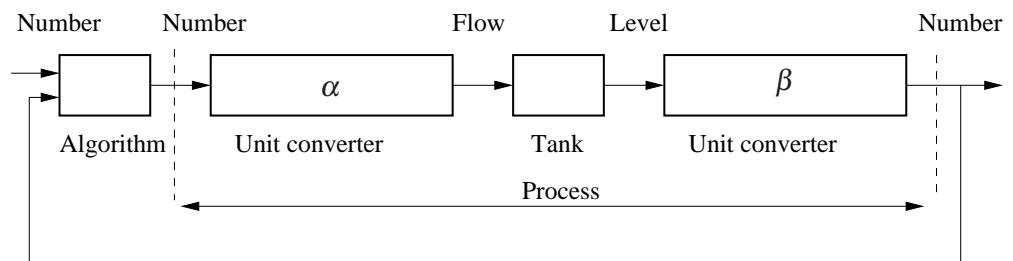 Number Number Flow Level Number
α β
Algorithm Unit converter Tank Unit converter
Process